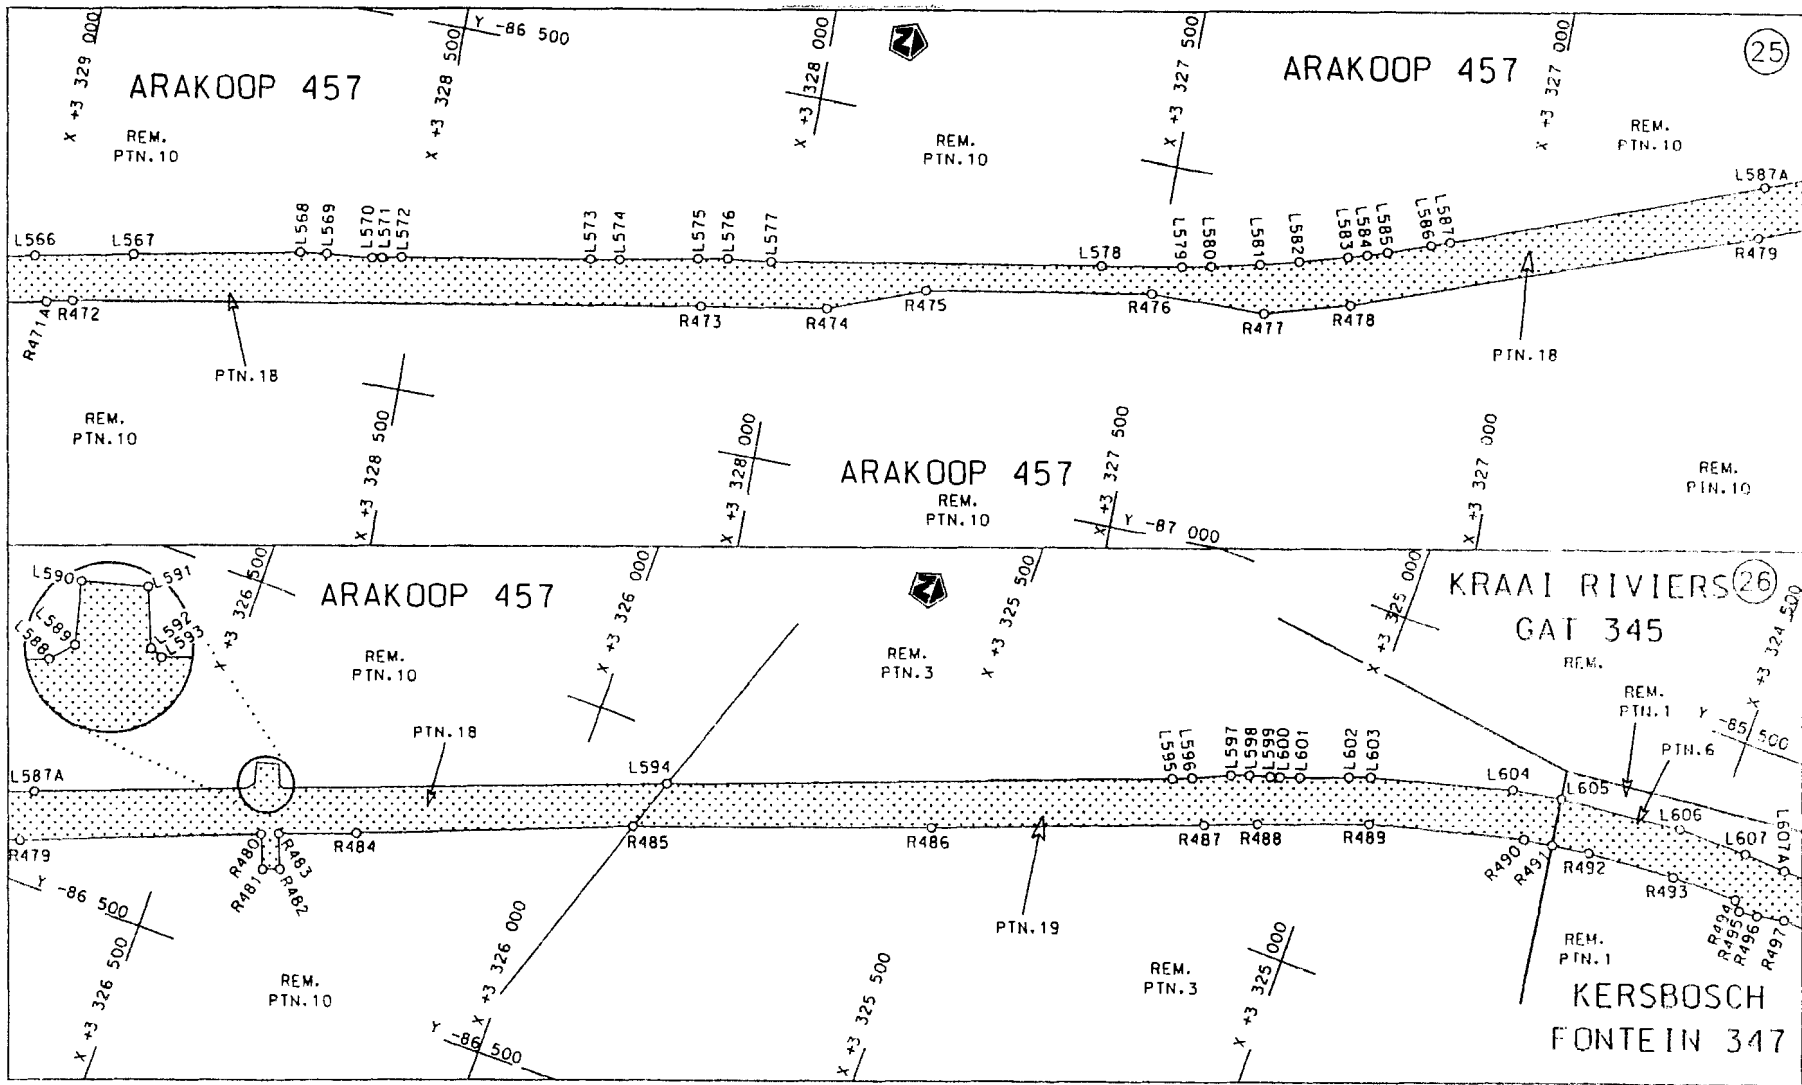 X +3 329 000
X +3 328 500
Y -86 500
X +3 328 000
N
X +3 327 500
X +3 327 000
25
ARAKOOP 457
ARAKOOP 457
REM.
PTN.10
REM.
PTN.10
REM.
PTN.10
L566
L567
L568
L569
L570
L571
L572
L573
L574
L575
L576
L577
L578
L579
L580
L581
L582
L583
L584
L585
L586
L587
L587A
R471A
R472
R473
R474
R475
R476
R477
R478
R479
PTN.18
PTN.18
REM.
PTN.10
X +3 328 500
X +3 328 000
ARAKOOP 457
REM.
PTN.10
X +3 327 500
Y -87 000
X +3 327 000
REM.
PTN.10
L590
L591
L589
L588
L592
L593
X +3 326 500
ARAKOOP 457
X +3 326 000
N
X +3 325 500
X +3 325 000
KRAAI RIVIERS
GAT 345
REM.
26
X +3 324 500
REM.
PTN.10
REM.
PTN.3
REM.
PTN.1
Y -85 500
PTN.6
PTN.18
L587A
L594
L595
L596
L597
L598
L599
L600
L601
L602
L603
L604
L605
L606
L607
L607A
R479
R480
R481
R482
R483
R484
R485
R486
R487
R488
R489
R490
R491
R492
R493
R494
R495
R496
R497
Y -86 500
X +3 326 500
REM.
PTN.10
X +3 326 000
Y -86 500
X +3 325 500
PTN.19
REM.
PTN.3
X +3 325 000
REM.
PTN.1
KERSBOSCH
FONTEIN 347